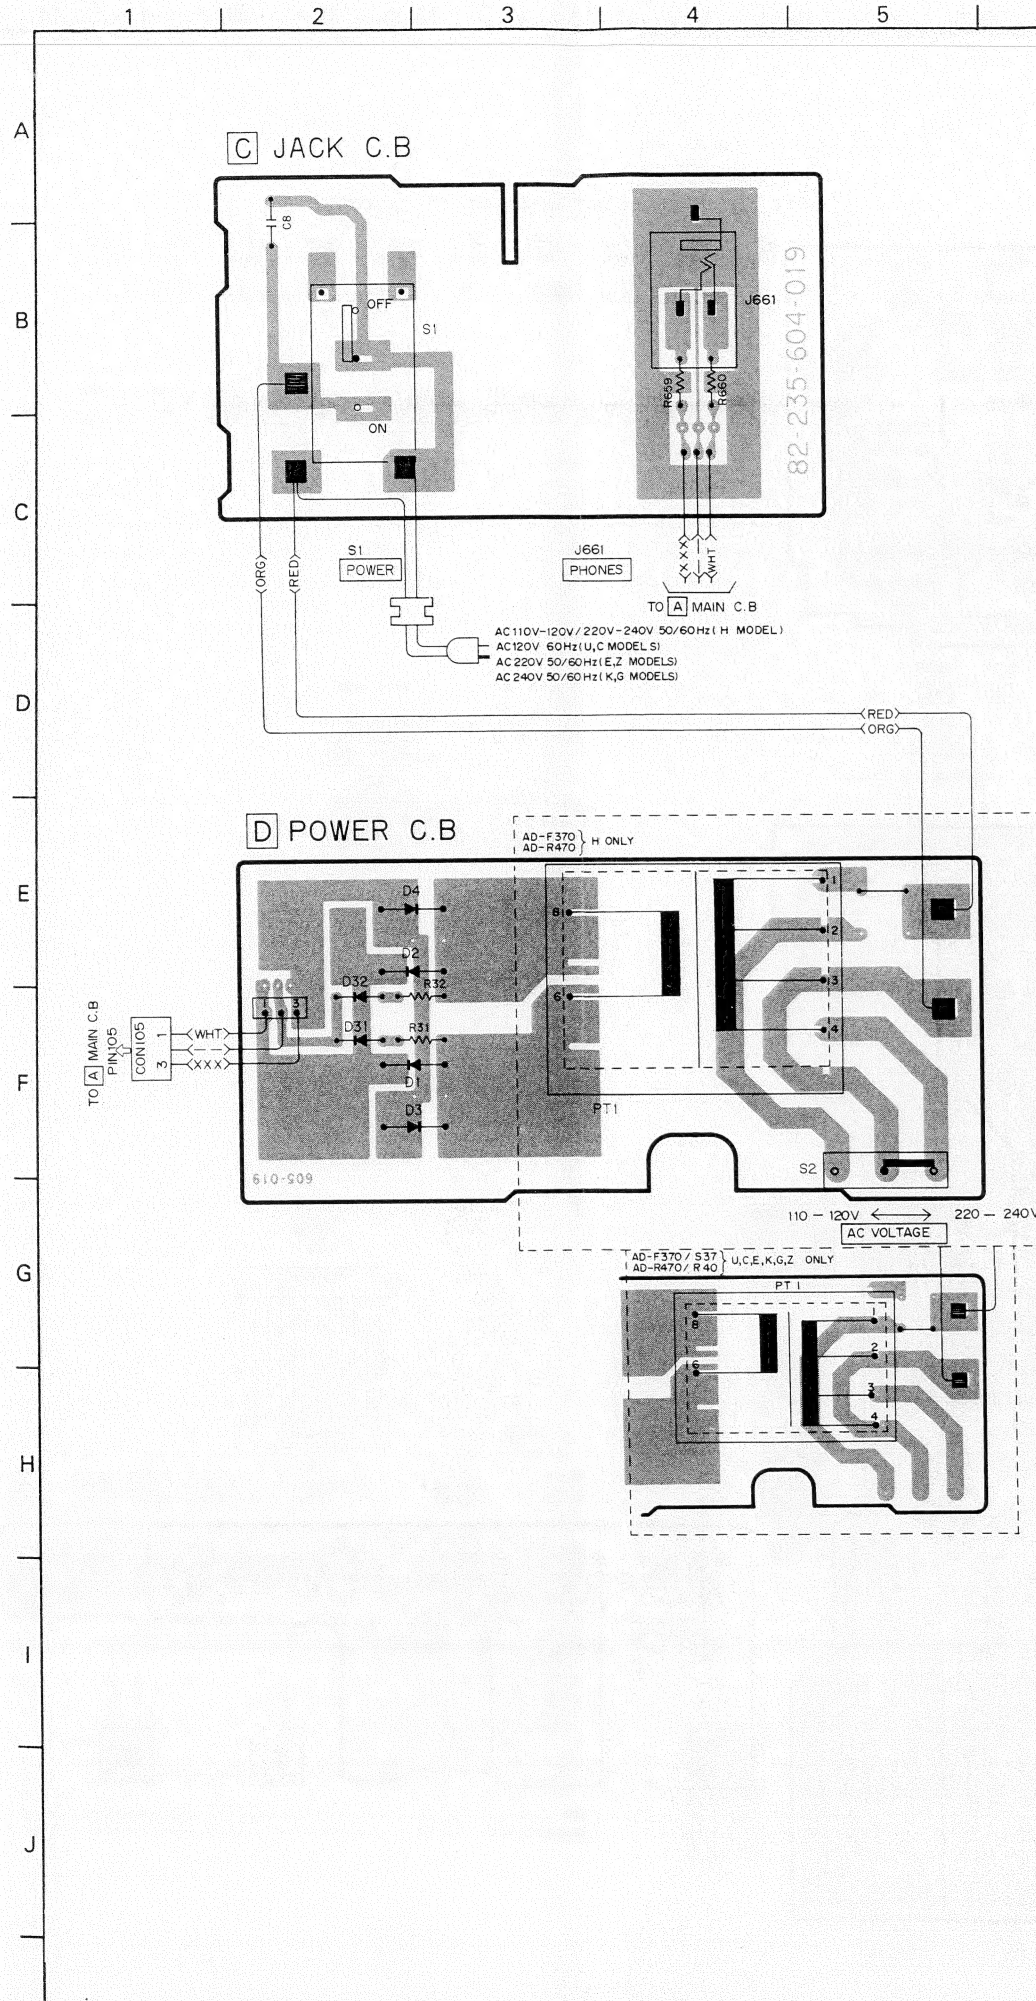 1 2 3 4 5
A
C JACK C.B
C8
OFF
B
S1
J661
82-235-604-019
R659
R660
ON
C
S1
POWER
J661
PHONES
XXX
---
WHT
ORG
RED
TO A MAIN C.B
AC110V-120V/220V-240V 50/60Hz(H MODEL)
AC120V 60Hz(U,C MODELS)
AC220V 50/60Hz(E,Z MODELS)
AC240V 50/60Hz(K,G MODELS)
D
RED
ORG
D POWER C.B
AD-F370
AD-R470 } H ONLY
E
D4
8
1
2
D2
D32
R32
6
3
1 3
TO A MAIN C.B
PIN105
CON105
1
3
WHT
---
XXX
D31
R31
4
F
D1
D3
PT1
S2
605-019
110-120V ⟷ 220-240V
AC VOLTAGE
G
AD-F370/S37
AD-R470/R40 } U,C,E,K,G,Z ONLY
PT1
8
1
2
6
3
4
H
I
J